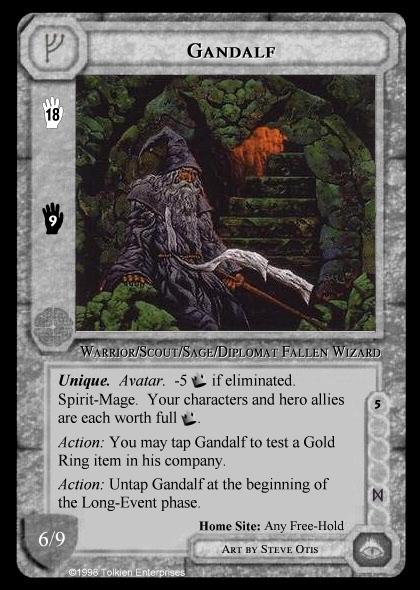 GANDALF
18
9
WARRIOR/SCOUT/SAGE/DIPLOMAT FALLEN WIZARD
Unique. Avatar. -5 if eliminated.
Spirit-Mage. Your characters and hero allies
are each worth full .
Action: You may tap Gandalf to test a Gold
Ring item in his company.
Action: Untap Gandalf at the beginning of
the Long-Event phase.
5
Home Site: Any Free-Hold
6/9
ART BY STEVE OTIS
©1998 Tolkien Enterprises